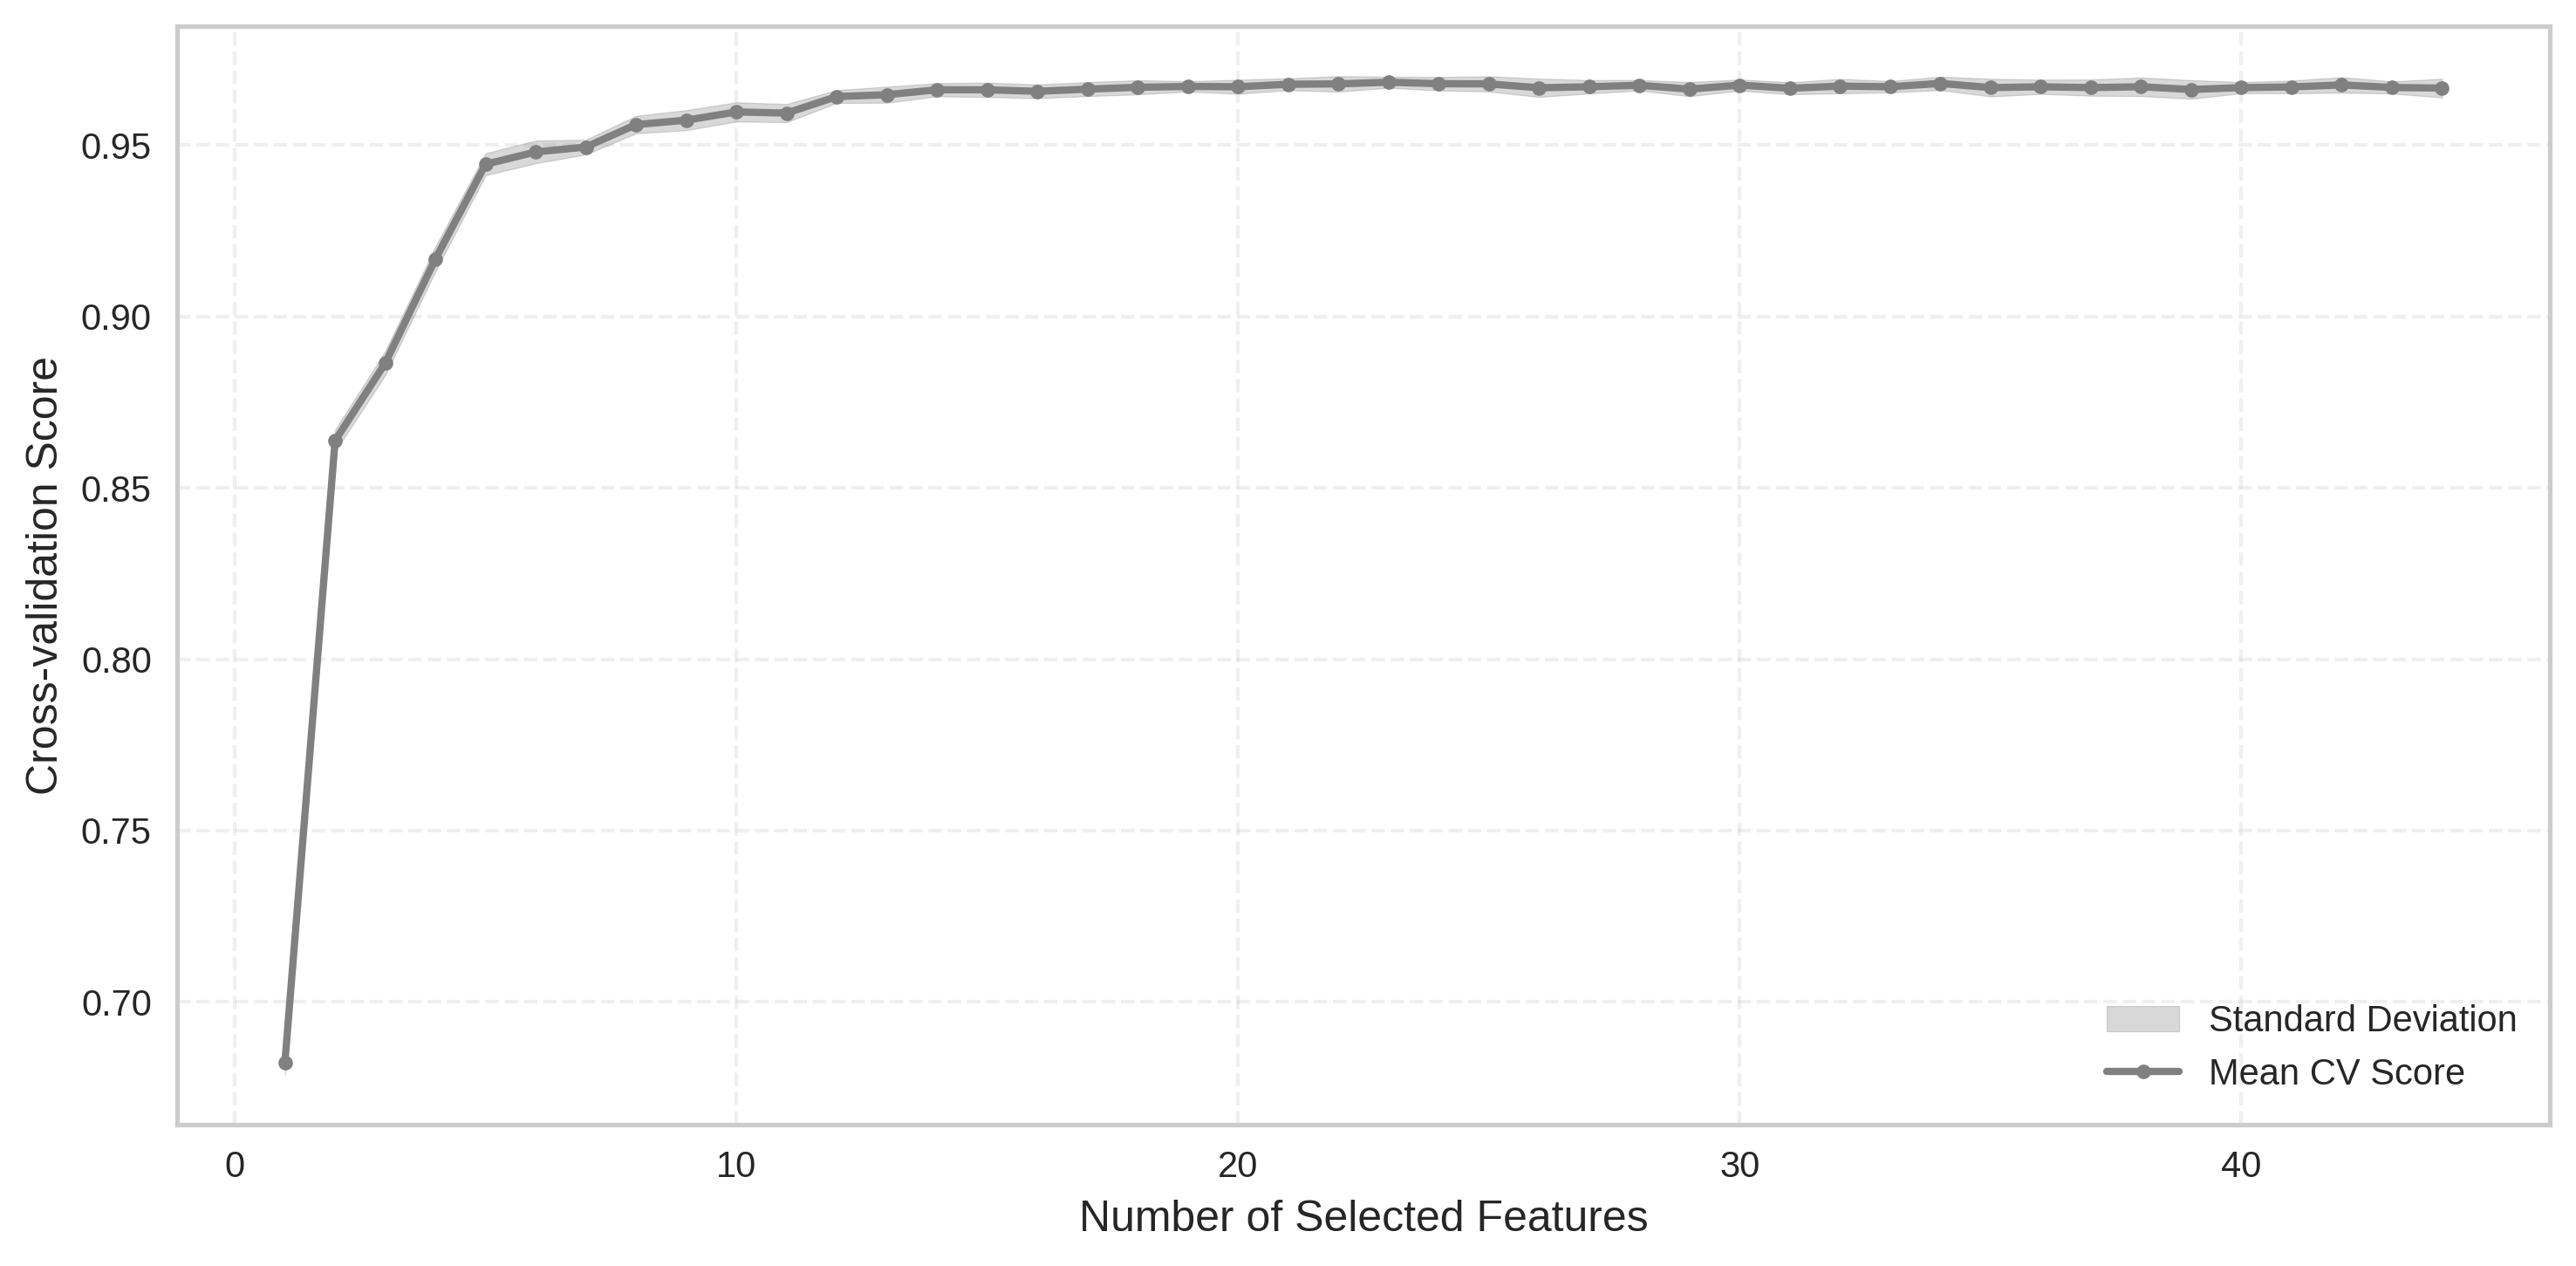 0.95
0.90
0.85
0.80
0.75
0.70
Cross-validation Score
Standard Deviation
Mean CV Score
0 10 20 30 40
Number of Selected Features